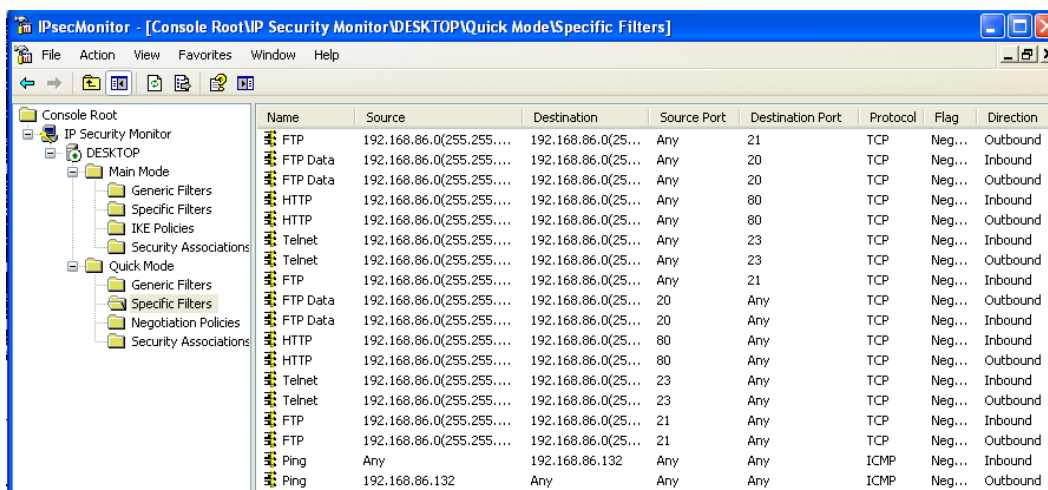 IPsecMonitor - [Console Root\IP Security Monitor\DESKTOP\Quick Mode\Specific Filters]
File Action View Favorites Window Help
Console Root
IP Security Monitor
DESKTOP
Main Mode
Generic Filters
Specific Filters
IKE Policies
Security Associations
Quick Mode
Generic Filters
Specific Filters
Negotiation Policies
Security Associations
Name Source Destination Source Port Destination Port Protocol Flag Direction
FTP 192.168.86.0(255.255.... 192.168.86.0(25... Any 21 TCP Neg... Outbound
FTP Data 192.168.86.0(255.255.... 192.168.86.0(25... Any 20 TCP Neg... Inbound
FTP Data 192.168.86.0(255.255.... 192.168.86.0(25... Any 20 TCP Neg... Outbound
HTTP 192.168.86.0(255.255.... 192.168.86.0(25... Any 80 TCP Neg... Inbound
HTTP 192.168.86.0(255.255.... 192.168.86.0(25... Any 80 TCP Neg... Outbound
Telnet 192.168.86.0(255.255.... 192.168.86.0(25... Any 23 TCP Neg... Inbound
Telnet 192.168.86.0(255.255.... 192.168.86.0(25... Any 23 TCP Neg... Outbound
FTP 192.168.86.0(255.255.... 192.168.86.0(25... Any 21 TCP Neg... Inbound
FTP Data 192.168.86.0(255.255.... 192.168.86.0(25... 20 Any TCP Neg... Outbound
FTP Data 192.168.86.0(255.255.... 192.168.86.0(25... 20 Any TCP Neg... Inbound
HTTP 192.168.86.0(255.255.... 192.168.86.0(25... 80 Any TCP Neg... Inbound
HTTP 192.168.86.0(255.255.... 192.168.86.0(25... 80 Any TCP Neg... Outbound
Telnet 192.168.86.0(255.255.... 192.168.86.0(25... 23 Any TCP Neg... Inbound
Telnet 192.168.86.0(255.255.... 192.168.86.0(25... 23 Any TCP Neg... Outbound
FTP 192.168.86.0(255.255.... 192.168.86.0(25... 21 Any TCP Neg... Inbound
FTP 192.168.86.0(255.255.... 192.168.86.0(25... 21 Any TCP Neg... Outbound
Ping Any 192.168.86.132 Any Any ICMP Neg... Inbound
Ping 192.168.86.132 Any Any Any ICMP Neg... Outbound